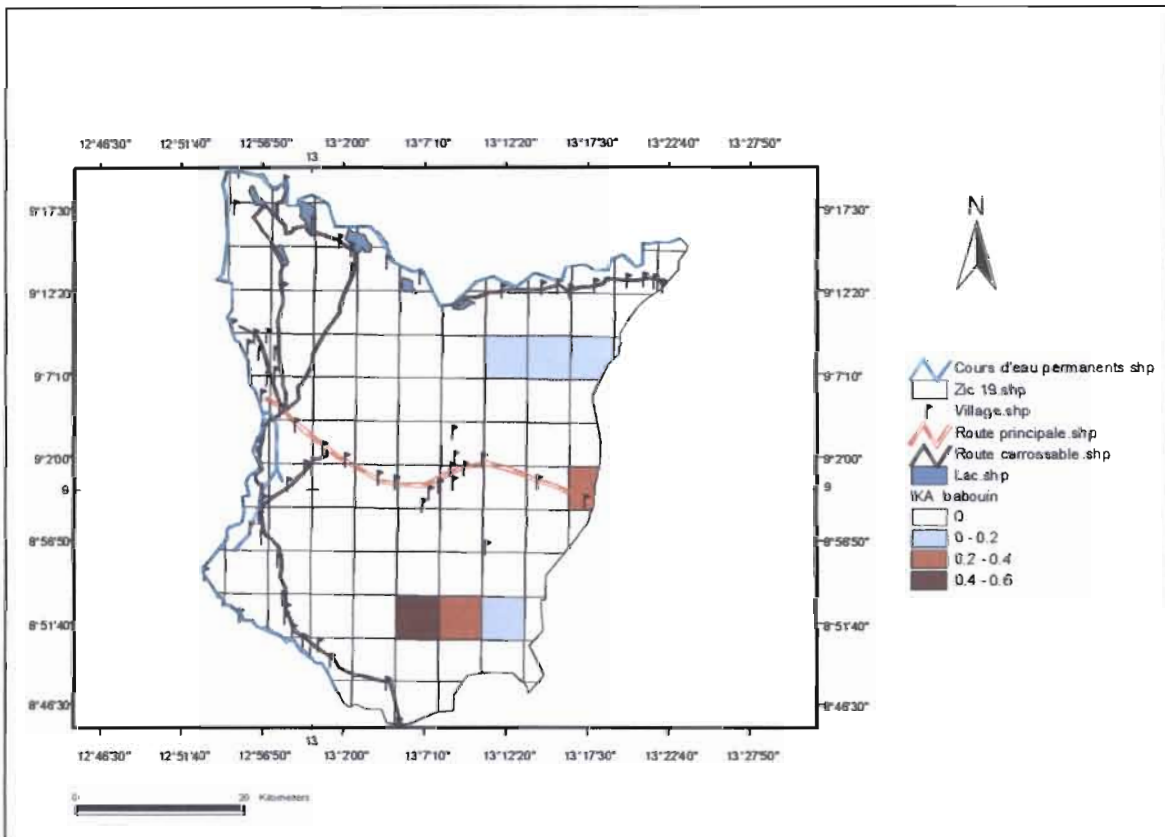 12°46'30" 12°51'40" 12°56'50" 13°2'00" 13°7'10" 13°12'20" 13°17'30" 13°22'40" 13°27'50"
13
9°17'30" 9°17'30"
9°12'20" 9°12'20"
9°7'10" 9°7'10"
9°2'00" 9°2'00"
9 9
8°56'50" 8°56'50"
8°51'40" 8°51'40"
8°46'30" 8°46'30"
13
12°46'30" 12°51'40" 12°56'50" 13°2'00" 13°7'10" 13°12'20" 13°17'30" 13°22'40" 13°27'50"
0 20 Kilometers
N
Cours d'eau permanents shp
Zic 19.shp
Village.shp
Route principale.shp
Route carrossable.shp
Lac.shp
IKA babouin
0
0 - 0.2
0.2 - 0.4
0.4 - 0.6